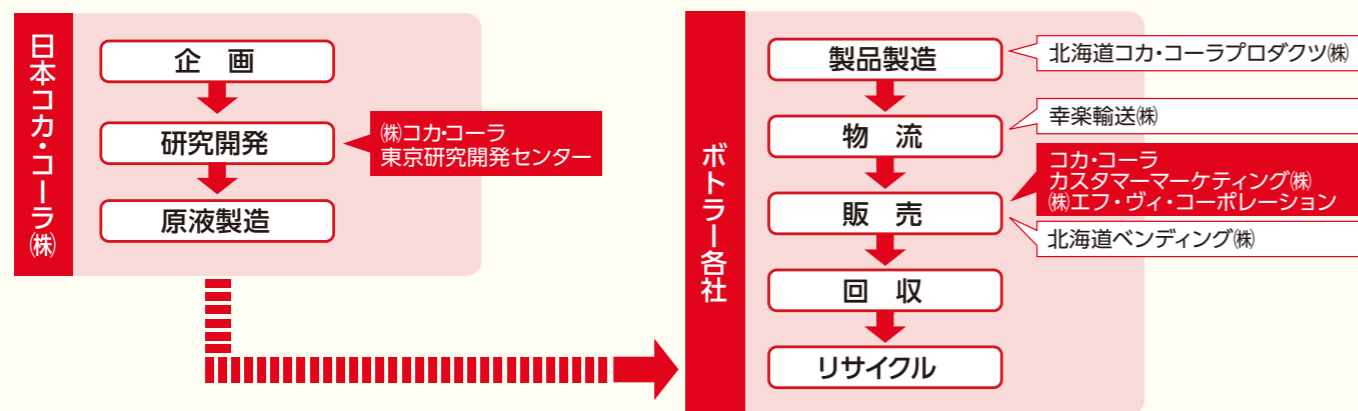 日本コカ・コーラ㈱
企　画
研究開発
㈱コカ・コーラ
東京研究開発センター
原液製造
ボトラー各社
製品製造
北海道コカ・コーラプロダクツ㈱
物　流
幸楽輸送㈱
販　売
コカ・コーラ
カスタマーマーケティング㈱
㈱エフ・ヴィ・コーポレーション
北海道ベンディング㈱
回　収
リサイクル